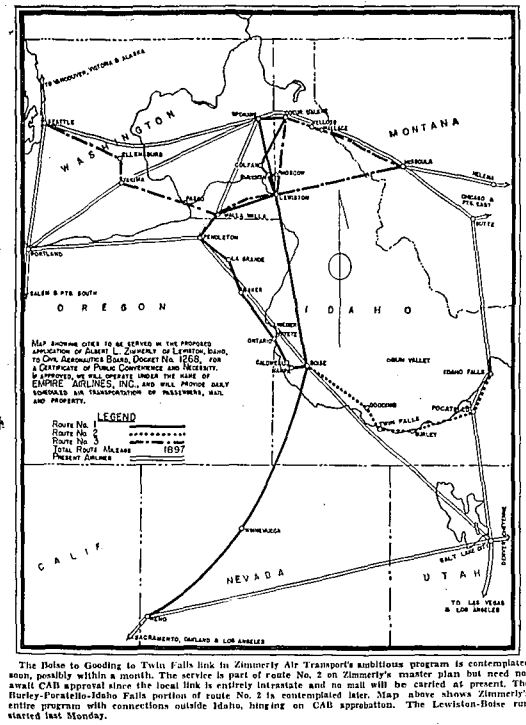 TO VANCOUVER, VICTORIA & ALASKA
SEATTLE
WASHINGTON
SPOKANE
COEUR D'ALENE
KELLOGG
WALLACE
MONTANA
ELLENSBURG
COLFAX
PULLMAN
MOSCOW
MISSOULA
HELENA
YAKIMA
LEWISTON
CHICAGO &
PTS. EAST
PASCO
WALLA WALLA
BUTTE
PENDLETON
PORTLAND
LA GRANDE
BAKER
SALEM & PTS. SOUTH
OREGON
IDAHO
WEISER
PAYETTE
ONTARIO
CALDWELL
NAMPA
BOISE
OBUN VALLEY
IDAHO FALLS
MAP SHOWING CITIES TO BE SERVED IN THE PROPOSED
APPLICATION OF ALBERT L. ZIMMERLY OF LEWISTON, IDAHO,
TO CIVIL AERONAUTICS BOARD, DOCKET NO. 1268, FOR
A CERTIFICATE OF PUBLIC CONVENIENCE AND NECESSITY.
IF APPROVED, WE WILL OPERATE UNDER THE NAME OF
EMPIRE AIRLINES, INC., AND WILL PROVIDE DAILY
SCHEDULED AIR TRANSPORTATION OF PASSENGERS, MAIL
AND PROPERTY.
GOODING
POCATELLO
TWIN FALLS
BURLEY
LEGEND
ROUTE NO. 1
ROUTE NO. 2
ROUTE NO. 3
TOTAL ROUTE MILEAGE 1897
PRESENT AIRLINES
WINNEMUCCA
SALT LAKE CITY
DENVER CHEYENNE
CALIF
NEVADA
UTAH
TO LAS VEGAS
& LOS ANGELES
RENO
SACRAMENTO, OAKLAND & LOS ANGELES
The Boise to Gooding to Twin Falls link in Zimmerly Air Transport's ambitious program is contemplated
soon, possibly within a month. The service is part of route No. 2 on Zimmerly's master plan but need no
await CAB approval since the local link is entirely intrastate and no mail will be carried at present. The
Burley-Pocatello-Idaho Falls portion of route No. 2 is contemplated later. Map above shows Zimmerly's
entire program with connections outside Idaho, hinging on CAB approbation. The Lewiston-Boise run
started last Monday.